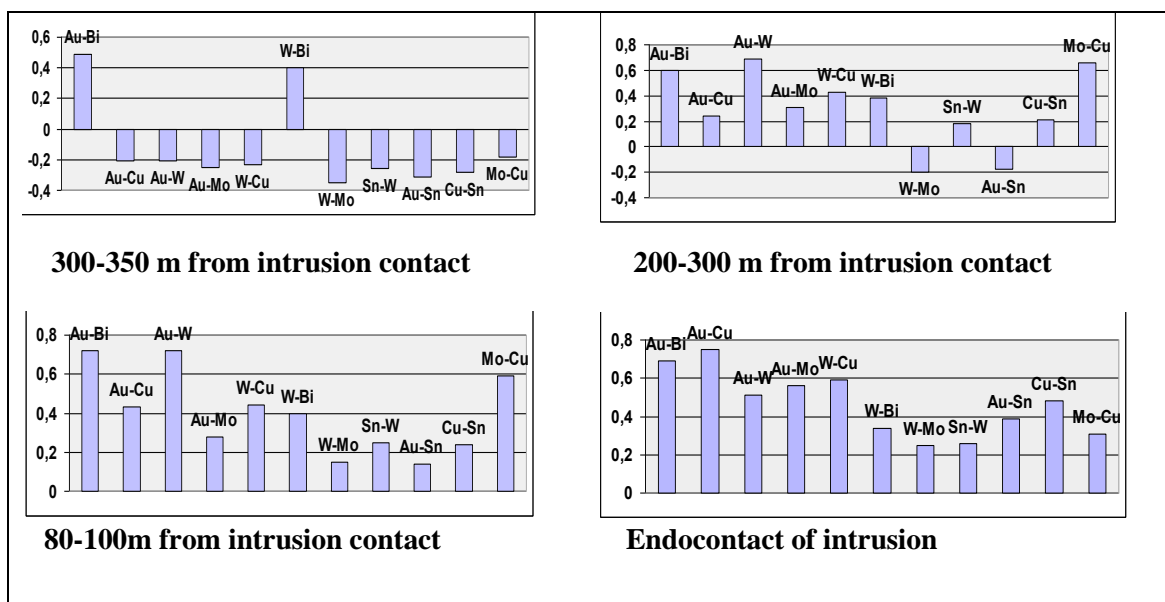 0,6
0,4
0,2
0
-0,2
-0,4
Au-Bi
Au-Cu
Au-W
Au-Mo
W-Cu
W-Bi
W-Mo
Sn-W
Au-Sn
Cu-Sn
Mo-Cu
300-350 m from intrusion contact
0,8
0,6
0,4
0,2
0
-0,2
-0,4
Au-Bi
Au-Cu
Au-W
Au-Mo
W-Cu
W-Bi
W-Mo
Sn-W
Au-Sn
Cu-Sn
Mo-Cu
200-300 m from intrusion contact
0,8
0,6
0,4
0,2
0
Au-Bi
Au-Cu
Au-W
Au-Mo
W-Cu
W-Bi
W-Mo
Sn-W
Au-Sn
Cu-Sn
Mo-Cu
80-100m from intrusion contact
0,8
0,6
0,4
0,2
0
Au-Bi
Au-Cu
Au-W
Au-Mo
W-Cu
W-Bi
W-Mo
Sn-W
Au-Sn
Cu-Sn
Mo-Cu
Endocontact of intrusion